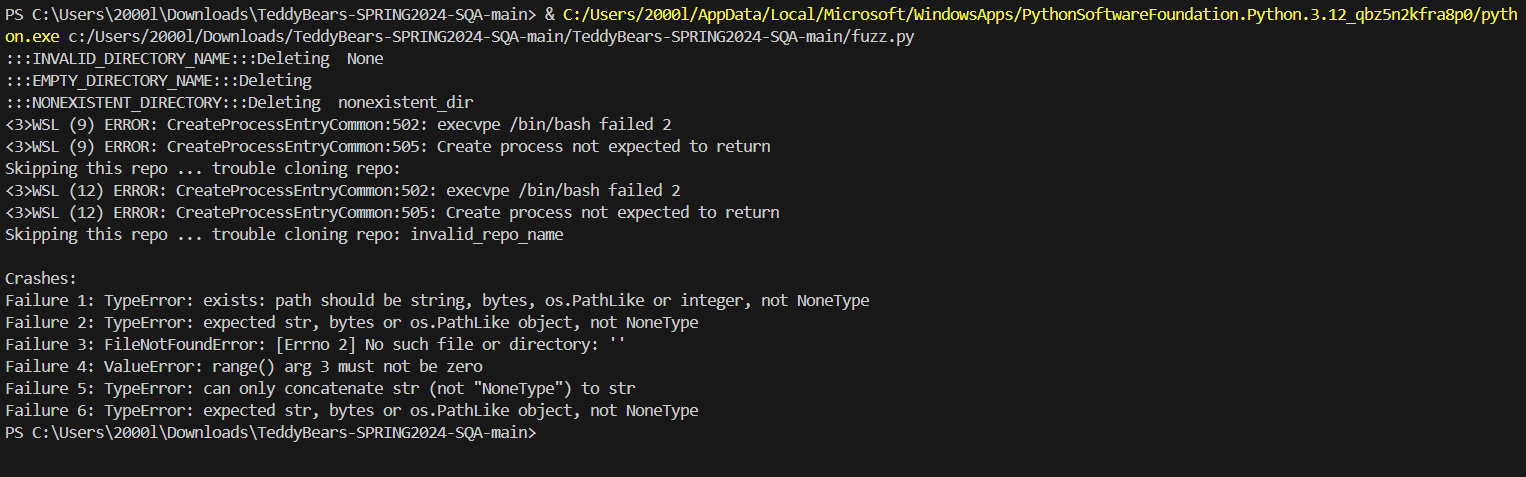 PS C:\Users\2000l\Downloads\TeddyBears-SPRING2024-SQA-main> & C:/Users/2000l/AppData/Local/Microsoft/WindowsApps/PythonSoftwareFoundation.Python.3.12_qbz5n2kfra8p0/pyth
on.exe c:/Users/2000l/Downloads/TeddyBears-SPRING2024-SQA-main/TeddyBears-SPRING2024-SQA-main/fuzz.py
:::INVALID_DIRECTORY_NAME:::Deleting  None
:::EMPTY_DIRECTORY_NAME:::Deleting
:::NONEXISTENT_DIRECTORY:::Deleting  nonexistent_dir
<3>WSL (9) ERROR: CreateProcessEntryCommon:502: execvpe /bin/bash failed 2
<3>WSL (9) ERROR: CreateProcessEntryCommon:505: Create process not expected to return
Skipping this repo ... trouble cloning repo:
<3>WSL (12) ERROR: CreateProcessEntryCommon:502: execvpe /bin/bash failed 2
<3>WSL (12) ERROR: CreateProcessEntryCommon:505: Create process not expected to return
Skipping this repo ... trouble cloning repo: invalid_repo_name
Crashes:
Failure 1: TypeError: exists: path should be string, bytes, os.PathLike or integer, not NoneType
Failure 2: TypeError: expected str, bytes or os.PathLike object, not NoneType
Failure 3: FileNotFoundError: [Errno 2] No such file or directory: ''
Failure 4: ValueError: range() arg 3 must not be zero
Failure 5: TypeError: can only concatenate str (not "NoneType") to str
Failure 6: TypeError: expected str, bytes or os.PathLike object, not NoneType
PS C:\Users\2000l\Downloads\TeddyBears-SPRING2024-SQA-main>